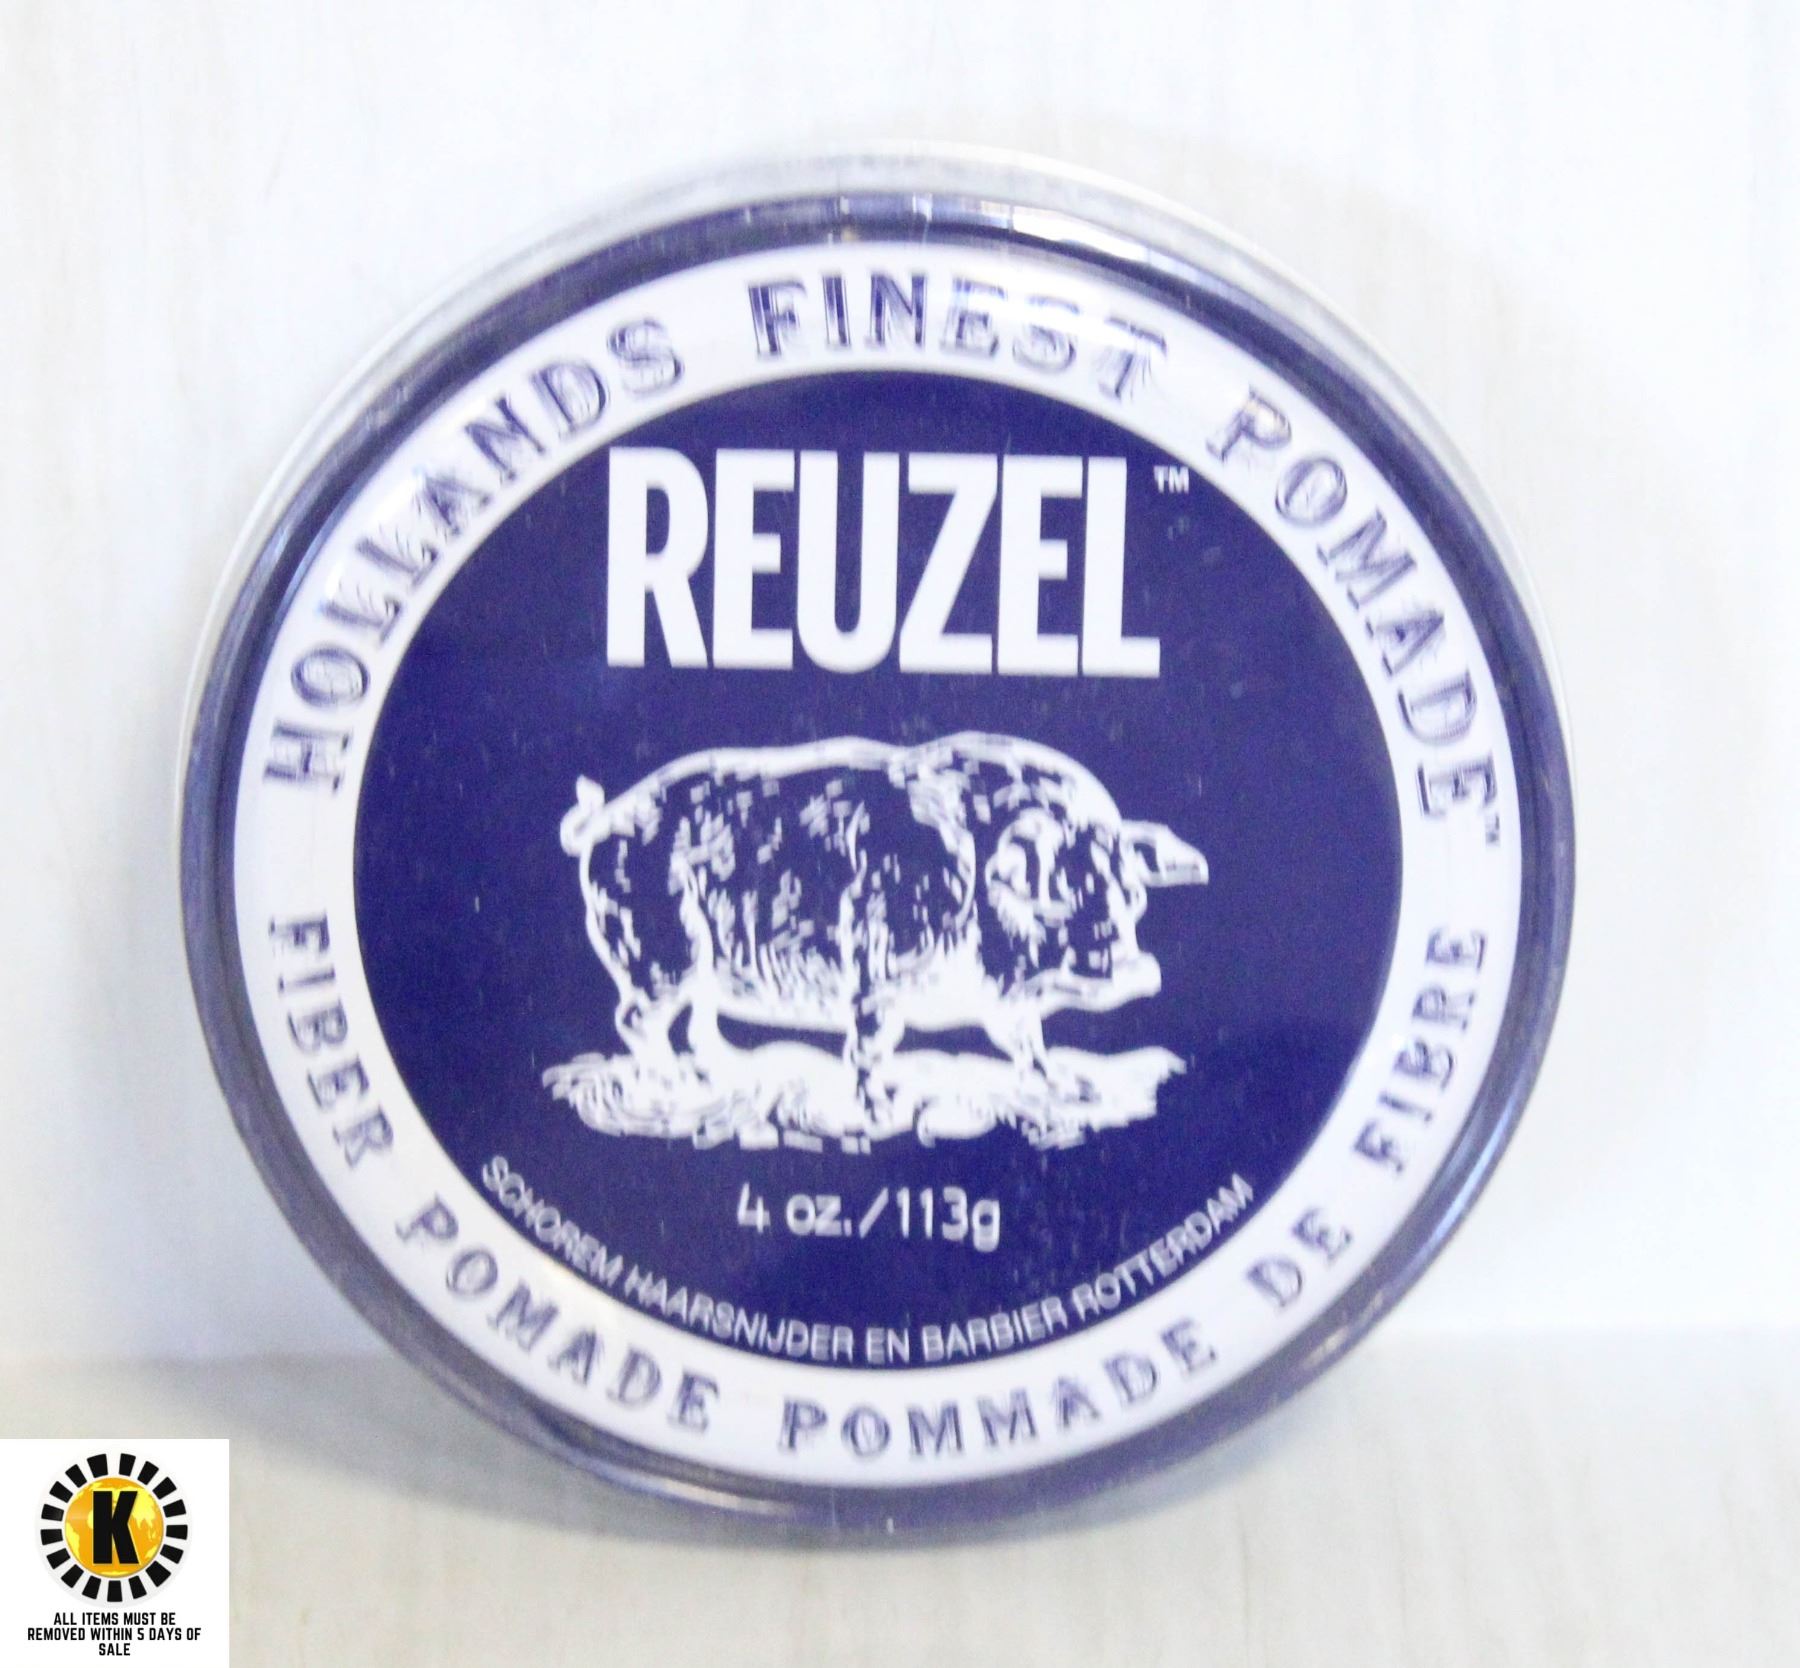 HOLLANDS FINEST POMADE™
REUZEL™
4 oz./113g
SCHOREM HAARSNIJDER EN BARBIER ROTTERDAM
FIBER POMADE POMMADE DE FIBRE
K
ALL ITEMS MUST BE
REMOVED WITHIN 5 DAYS OF
SALE